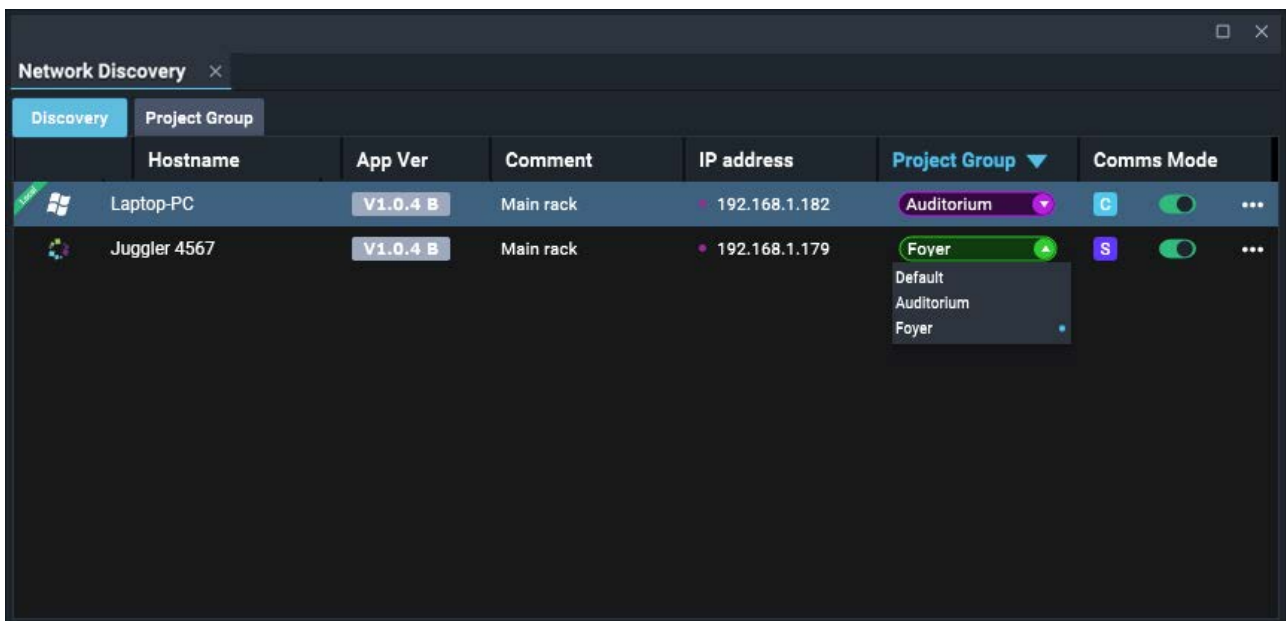 Network Discovery
Discovery Project Group
Hostname App Ver Comment IP address Project Group Comms Mode
Local Laptop-PC V1.0.4 B Main rack 192.168.1.182 Auditorium C
Juggler 4567 V1.0.4 B Main rack 192.168.1.179 Foyer S
Default
Auditorium
Foyer